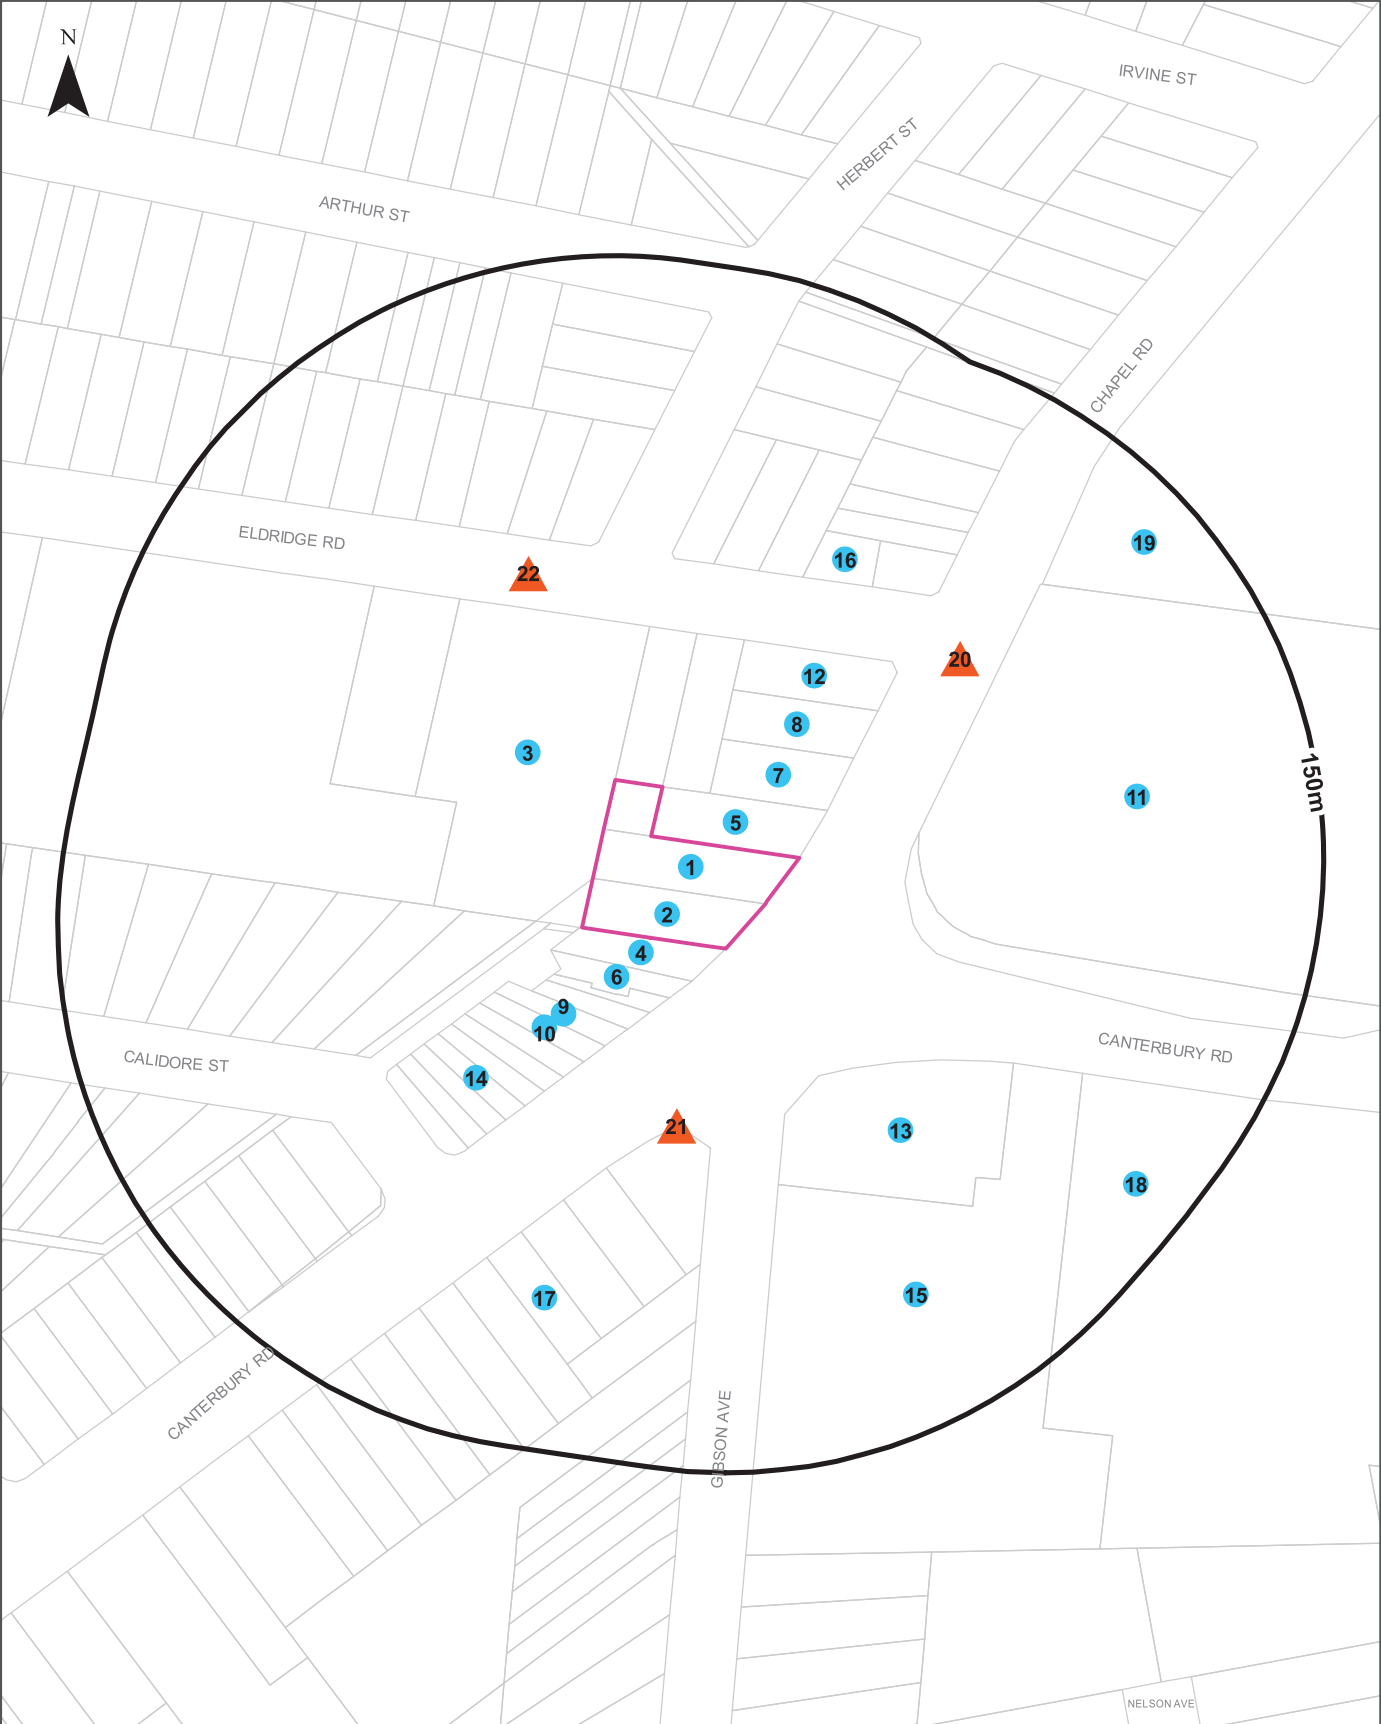 N
IRVINE ST
HERBERT ST
ARTHUR ST
CHAPEL RD
ELDRIDGE RD
19
16
22
20
12
8
3
7
150m
11
5
1
2
4
6
9
10
CANTERBURY RD
CALIDORE ST
14
21
13
18
15
17
CANTERBURY RD
GIBSON AVE
NELSON AVE